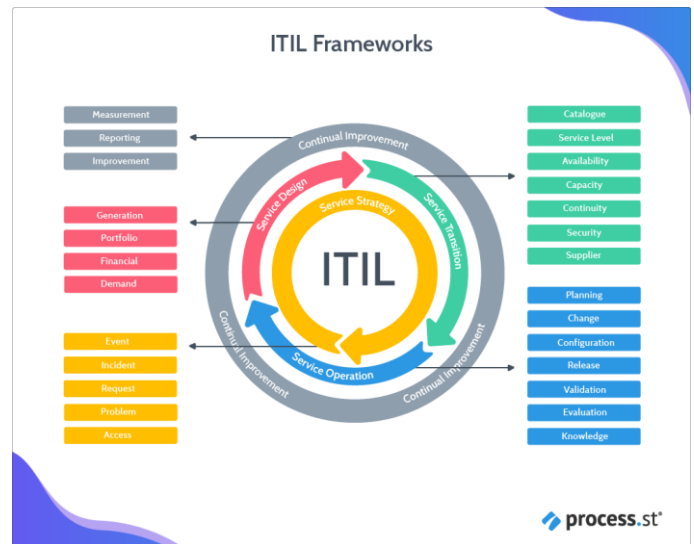 ITIL Frameworks
Measurement
Reporting
Improvement
Generation
Portfolio
Financial
Demand
Event
Incident
Request
Problem
Access
Continual Improvement
Service Design
Service Strategy
Service Transition
ITIL
Service Operation
Continual Improvement
Continual Improvement
Catalogue
Service Level
Availability
Capacity
Continuity
Security
Supplier
Planning
Change
Configuration
Release
Validation
Evaluation
Knowledge
process.st